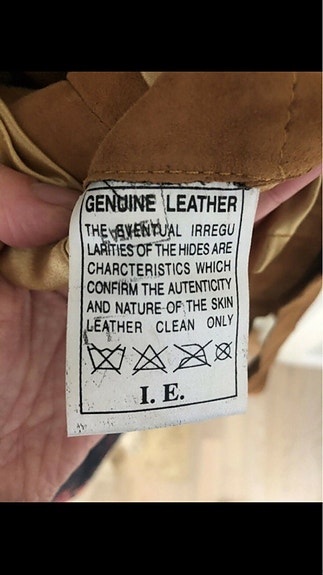 GENUINE LEATHER
THE EVENTUAL IRREGU
LARITIES OF THE HIDES ARE
CHARCTERISTICS WHICH
CONFIRM THE AUTENTICITY
AND NATURE OF THE SKIN
LEATHER CLEAN ONLY
I. E.